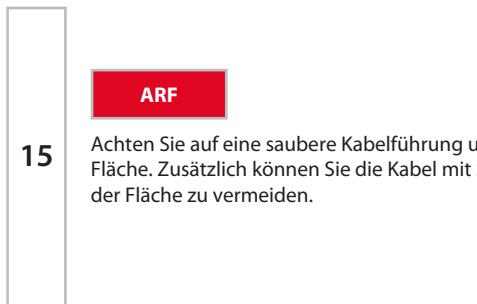 ARF
15
Achten Sie auf eine saubere Kabelführung u
Fläche. Zusätzlich können Sie die Kabel mit
der Fläche zu vermeiden.